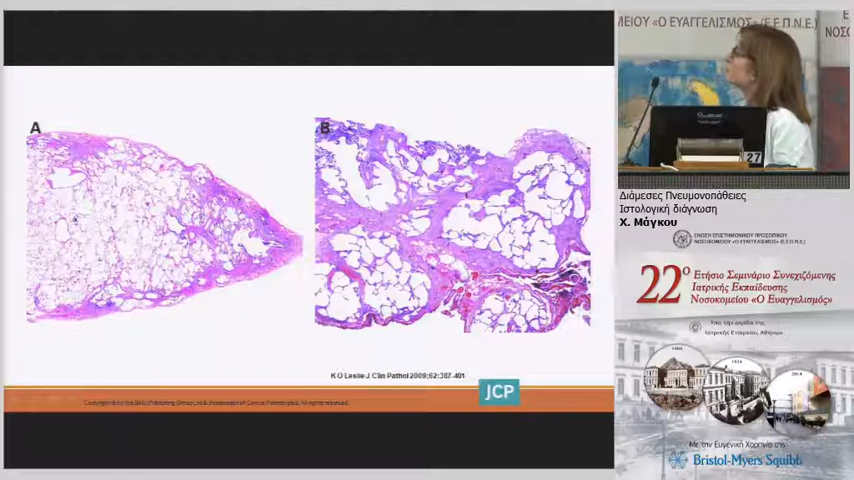 A
B
K O Leslie J Clin Pathol 2009;62:387-401
JCP
ΜΕΙΟΥ «Ο ΕΥΑΓΓΕΛΙΣΜΟΣ» (Ε.Ε.Π.Ν.Ε.)
Ε
ΝΟΣΟ
27
Διάμεσες Πνευμονοπάθειες
Ιστολογική διάγνωση
Χ. Μάγκου
ΕΝΩΣΗ ΕΠΙΣΤΗΜΟΝΙΚΟΥ ΠΡΟΣΩΠΙΚΟΥ
ΝΟΣΟΚΟΜΕΙΟΥ «Ο ΕΥΑΓΓΕΛΙΣΜΟΣ» (Ε.Ε.Π.Ν.Ε.)
22ο Ετήσιο Σεμινάριο Συνεχιζόμενης
Ιατρικής Εκπαίδευσης
Νοσοκομείου «Ο Ευαγγελισμός»
Υπό την αιγίδα της
Ιατρικής Εταιρείας Αθηνών
Με την Ευγενική Χορηγία της
Bristol-Myers Squibb